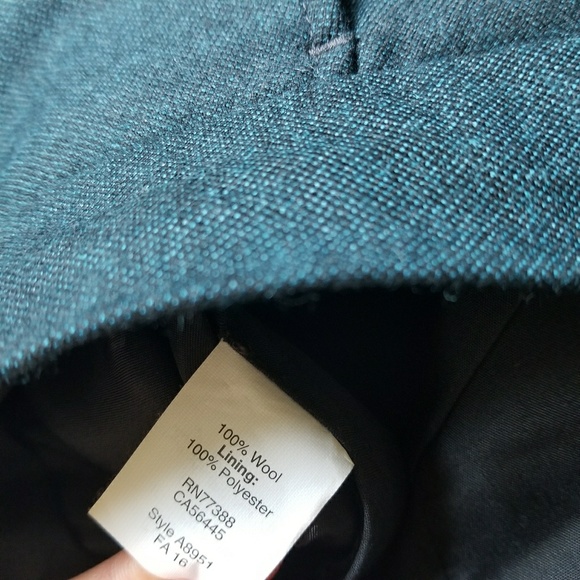 100% Wool
Lining:
100% Polyester
RN77388
CA56445
Style A8951
FA 16